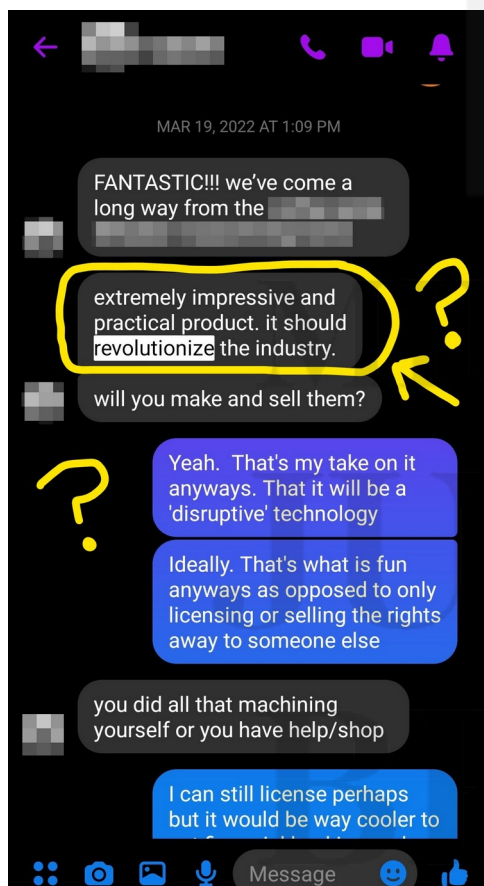 MAR 19, 2022 AT 1:09 PM
FANTASTIC!!! we've come a
long way from the
extremely impressive and
practical product. it should
revolutionize the industry.
will you make and sell them?
Yeah.  That's my take on it
anyways. That it will be a
'disruptive' technology
Ideally. That's what is fun
anyways as opposed to only
licensing or selling the rights
away to someone else
you did all that machining
yourself or you have help/shop
I can still license perhaps
but it would be way cooler to
Message